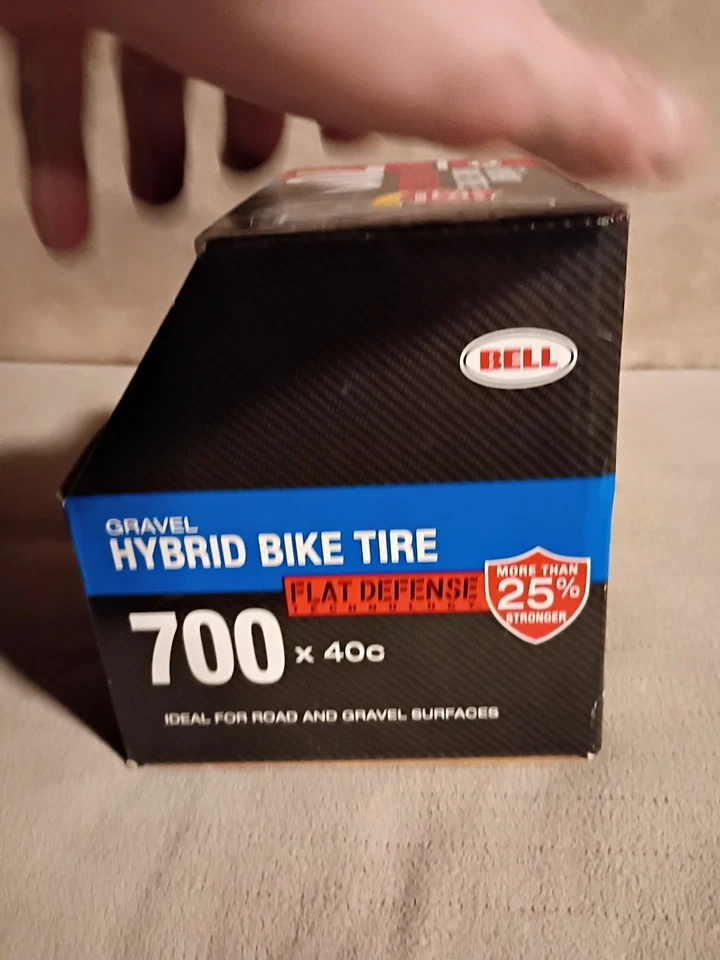 BELL
GRAVEL
HYBRID BIKE TIRE
FLAT DEFENSE
TECHNOLOGY
MORE THAN
25%
STRONGER
700 x 40c
IDEAL FOR ROAD AND GRAVEL SURFACES